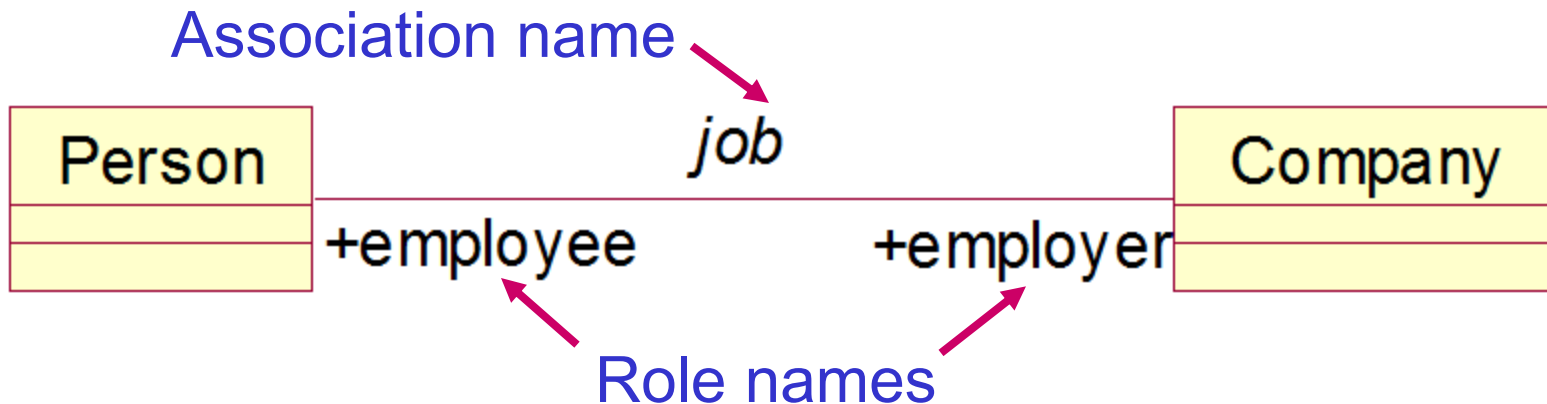 Association name
job
Person
Company
+employee
+employer
Role names